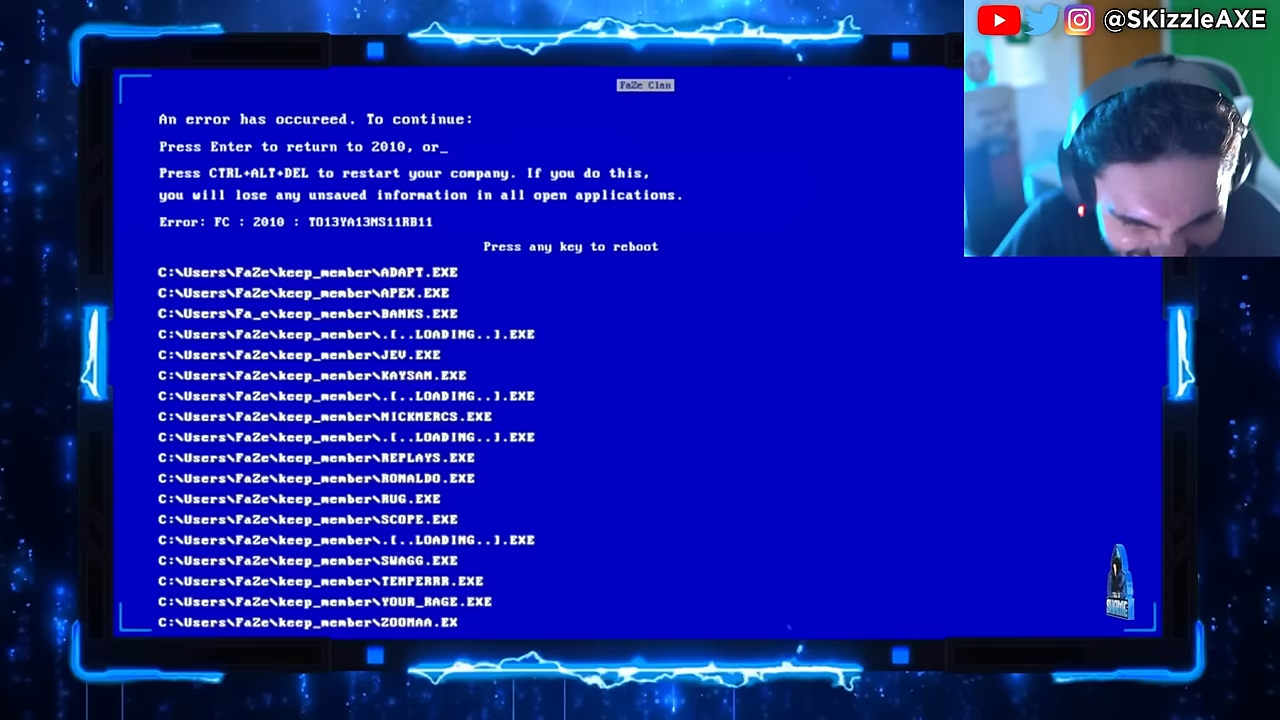 @SKizzleAXE
FaZe Clan
An error has occureed. To continue:
Press Enter to return to 2010, or_
Press CTRL+ALT+DEL to restart your company. If you do this,
you will lose any unsaved information in all open applications.
Error: FC : 2010 : TO13YA13NS11RB11
Press any key to reboot
C:\Users\FaZe\keep_member\ADAPT.EXE
C:\Users\FaZe\keep_member\APEX.EXE
C:\Users\Fa_e\keep_member\BANKS.EXE
C:\Users\FaZe\keep_member\.[..LOADING..].EXE
C:\Users\FaZe\keep_member\JEV.EXE
C:\Users\FaZe\keep_member\KAYSAN.EXE
C:\Users\FaZe\keep_member\.[..LOADING..].EXE
C:\Users\FaZe\keep_member\NICKMERCS.EXE
C:\Users\FaZe\keep_member\.[..LOADING..].EXE
C:\Users\FaZe\keep_member\REPLAYS.EXE
C:\Users\FaZe\keep_member\RONALDO.EXE
C:\Users\FaZe\keep_member\RUG.EXE
C:\Users\FaZe\keep_member\SCOPE.EXE
C:\Users\FaZe\keep_member\.[..LOADING..].EXE
C:\Users\FaZe\keep_member\SWAGG.EXE
C:\Users\FaZe\keep_member\TEMPERRR.EXE
C:\Users\FaZe\keep_member\YOUR_RAGE.EXE
C:\Users\FaZe\keep_member\ZOOMAA.EX